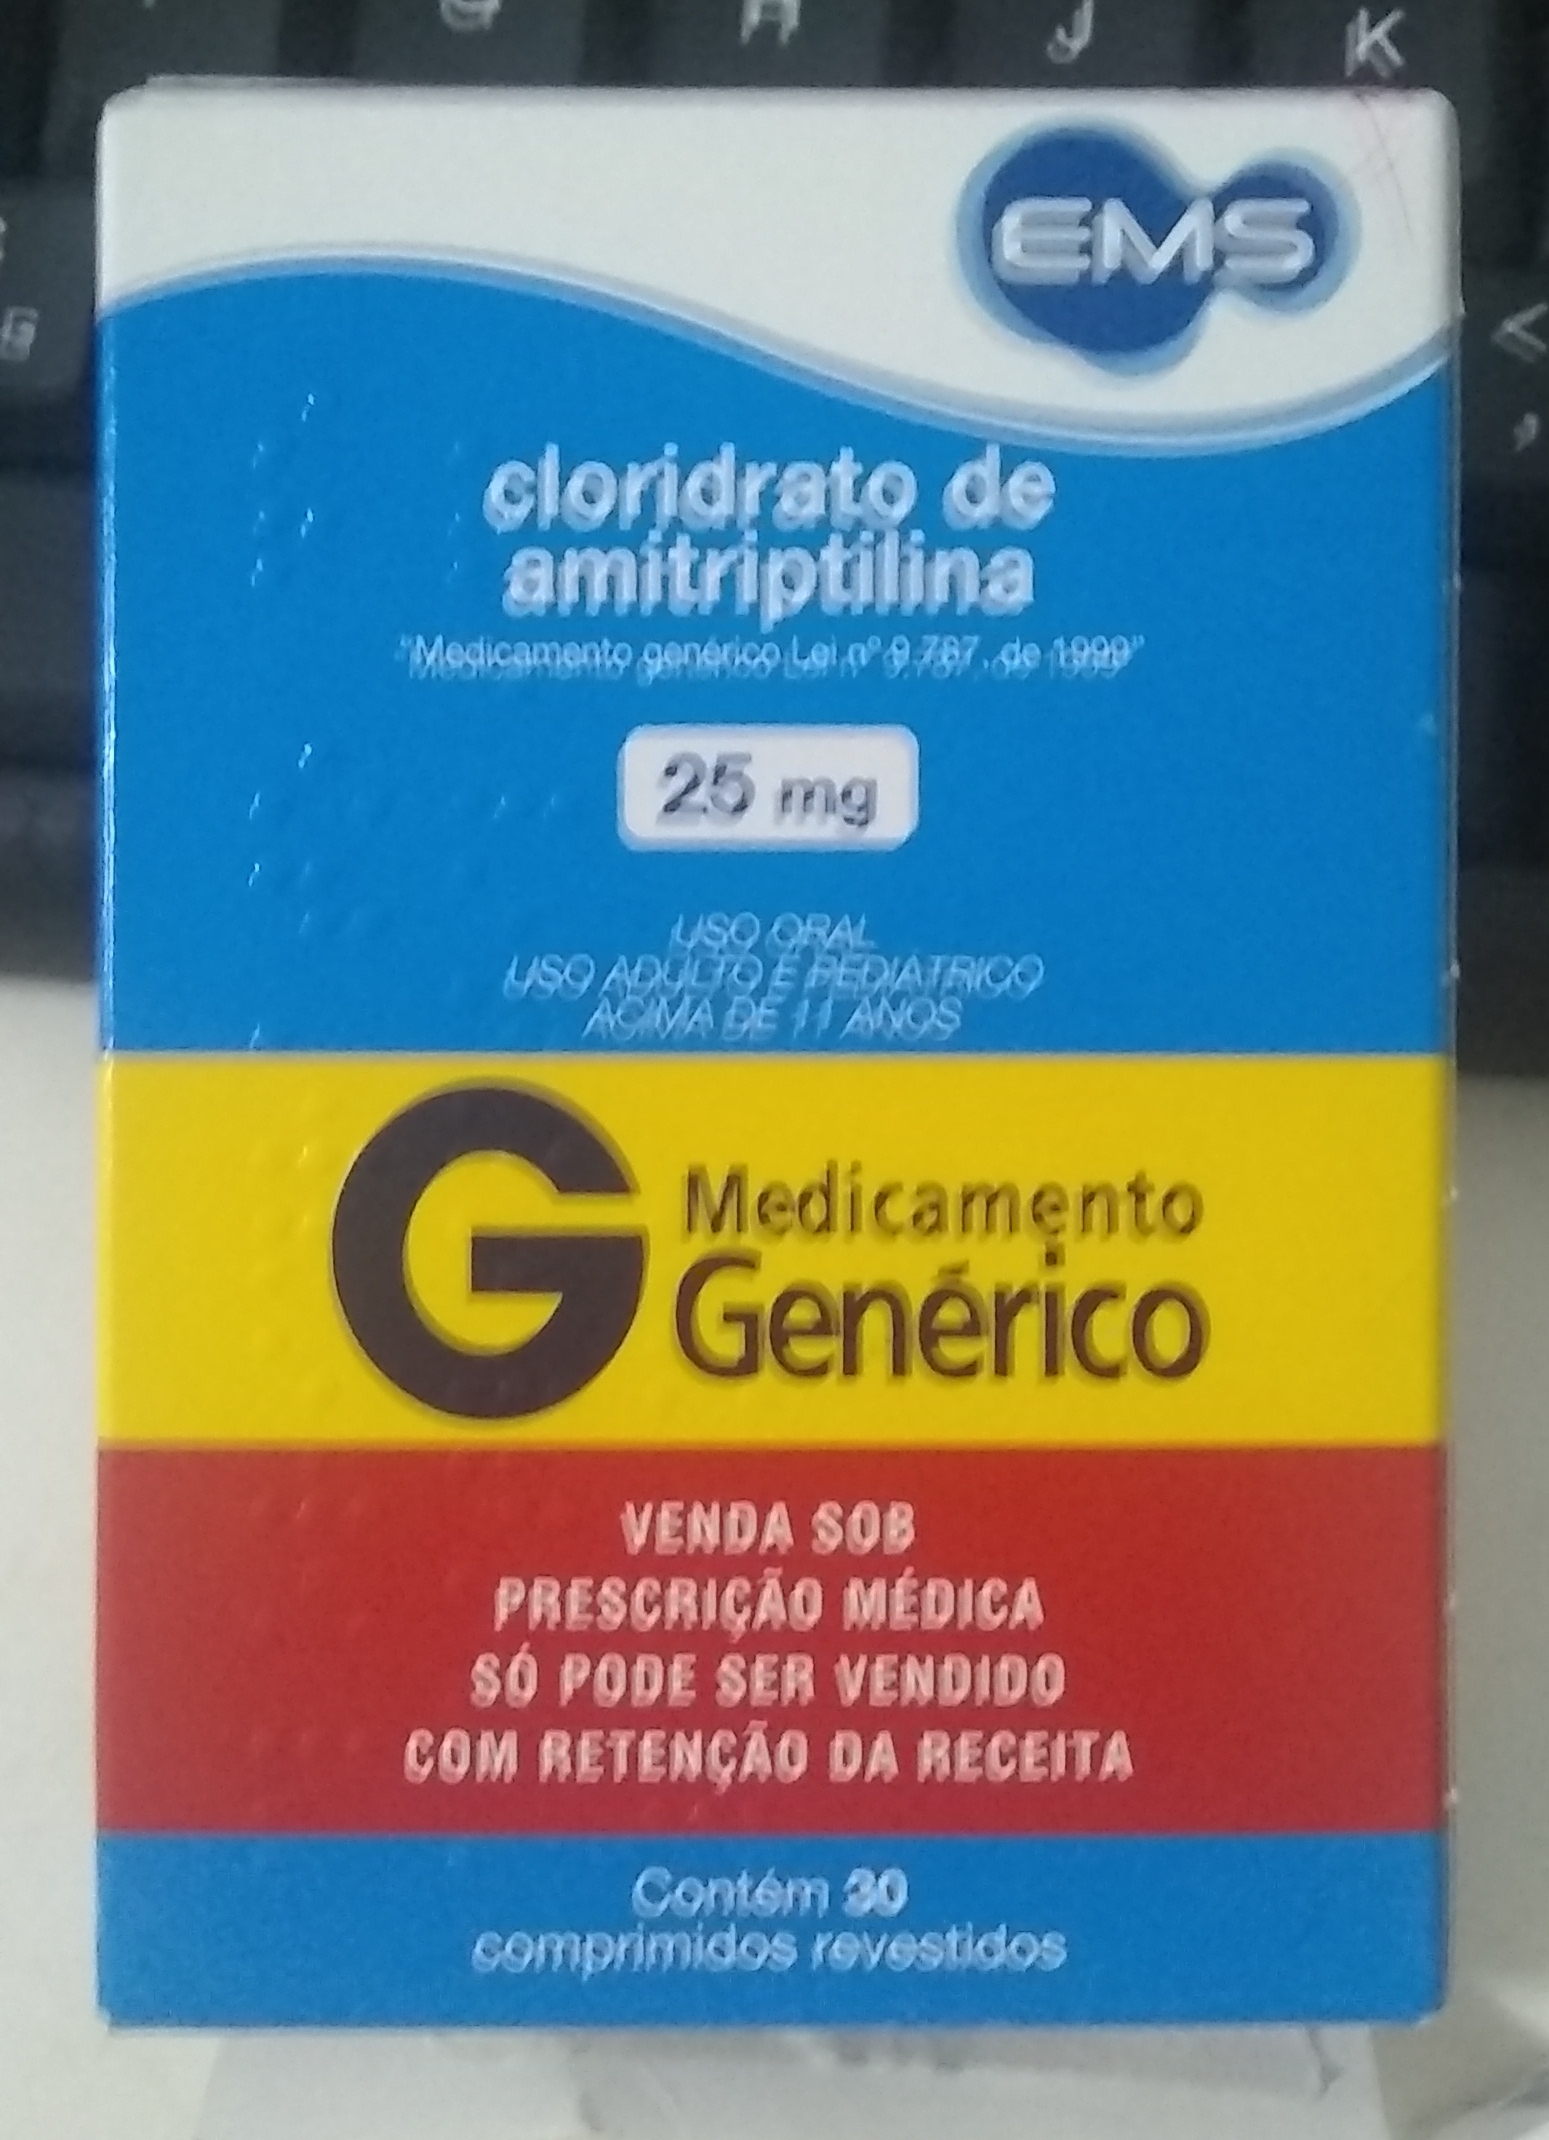 H J K
EMS
cloridrato de
amitriptilina
"Medicamento genérico Lei nº 9.787, de 1999"
25 mg
USO ORAL
USO ADULTO E PEDIÁTRICO
ACIMA DE 11 ANOS
G Medicamento
Genérico
VENDA SOB
PRESCRIÇÃO MÉDICA
SÓ PODE SER VENDIDO
COM RETENÇÃO DA RECEITA
Contém 30
comprimidos revestidos